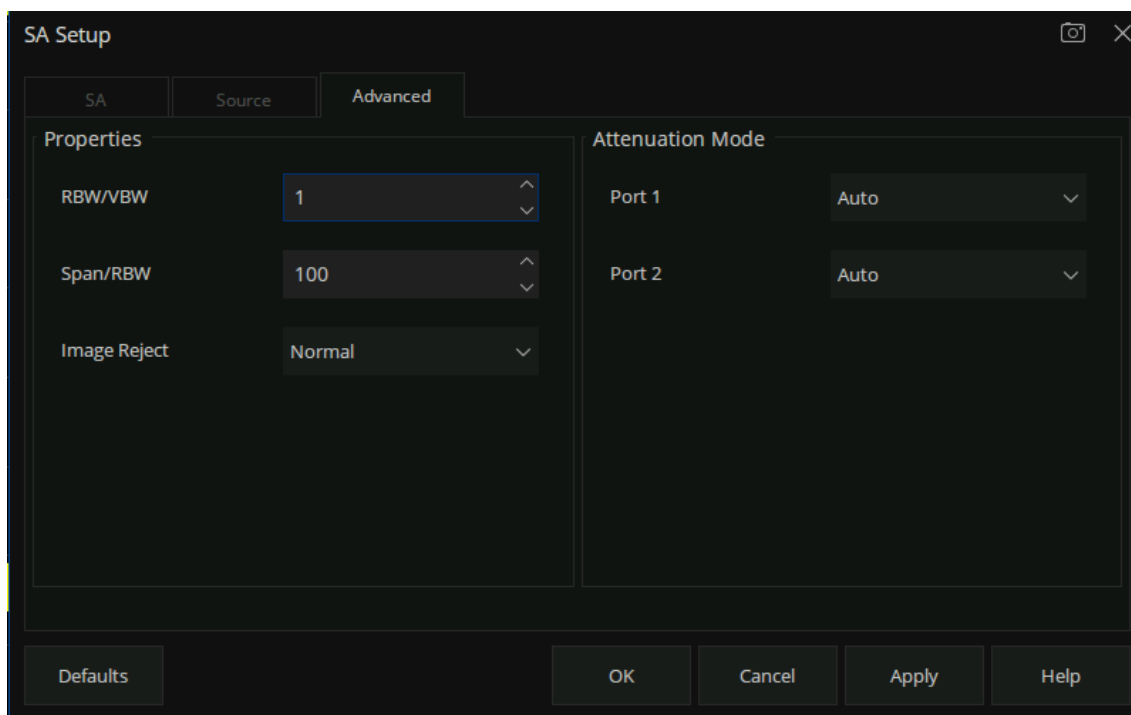 SA Setup
SA
Source
Advanced
Properties
RBW/VBW
1
Span/RBW
100
Image Reject
Normal
Attenuation Mode
Port 1
Auto
Port 2
Auto
Defaults
OK
Cancel
Apply
Help